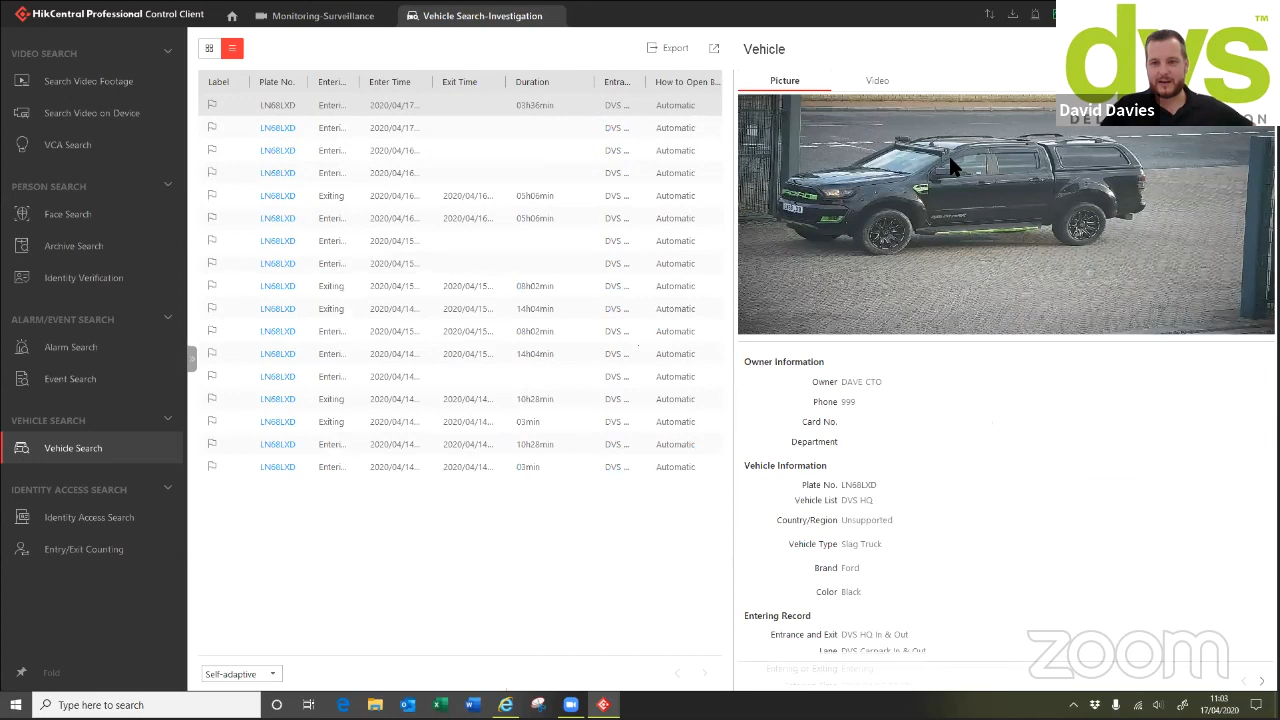 HikCentral Professional Control Client
Monitoring-Surveillance
Vehicle Search-Investigation
VIDEO SEARCH
Search Video Footage
Search Video on Device
VCA Search
PERSON SEARCH
Face Search
Archive Search
Identity Verification
ALARM/EVENT SEARCH
Alarm Search
Event Search
VEHICLE SEARCH
Vehicle Search
IDENTITY ACCESS SEARCH
Identity Access Search
Entry/Exit Counting
Fold
Export
Label Plate No. Enteri... Enter Time Exit Time Duration Entra... How to Open B...
LN68LXD Enteri... 2020/04/17... 03h36min DVS ... Automatic
LN68LXD Enteri... 2020/04/17... DVS ... Automatic
LN68LXD Enteri... 2020/04/16... DVS ... Automatic
LN68LXD Enteri... 2020/04/16... DVS ... Automatic
LN68LXD Exiting 2020/04/16... 2020/04/16... 05h06min DVS ... Automatic
LN68LXD Enteri... 2020/04/16... 2020/04/16... 05h06min DVS ... Automatic
LN68LXD Enteri... 2020/04/15... DVS ... Automatic
LN68LXD Enteri... 2020/04/15... DVS ... Automatic
LN68LXD Exiting 2020/04/15... 2020/04/15... 08h02min DVS ... Automatic
LN68LXD Exiting 2020/04/14... 2020/04/15... 14h04min DVS ... Automatic
LN68LXD Enteri... 2020/04/15... 2020/04/15... 08h02min DVS ... Automatic
LN68LXD Enteri... 2020/04/14... 2020/04/15... 14h04min DVS ... Automatic
LN68LXD Enteri... 2020/04/14... DVS ... Automatic
LN68LXD Exiting 2020/04/14... 2020/04/14... 10h28min DVS ... Automatic
LN68LXD Exiting 2020/04/14... 2020/04/14... 03min DVS ... Automatic
LN68LXD Enteri... 2020/04/14... 2020/04/14... 10h28min DVS ... Automatic
LN68LXD Enteri... 2020/04/14... 2020/04/14... 03min DVS ... Automatic
Self-adaptive
Vehicle
Picture Video
dvs™
David Davies
FORD
Owner Information
Owner DAVE CTO
Phone 999
Card No.
Department
Vehicle Information
Plate No. LN68LXD
Vehicle List DVS HQ
Country/Region Unsupported
Vehicle Type Slag Truck
Brand Ford
Color Black
Entering Record
Entrance and Exit DVS HQ In & Out
Lane DVS Carpark In & Out
Entering or Exiting Entering
zoom
Type here to search
11:03
17/04/2020